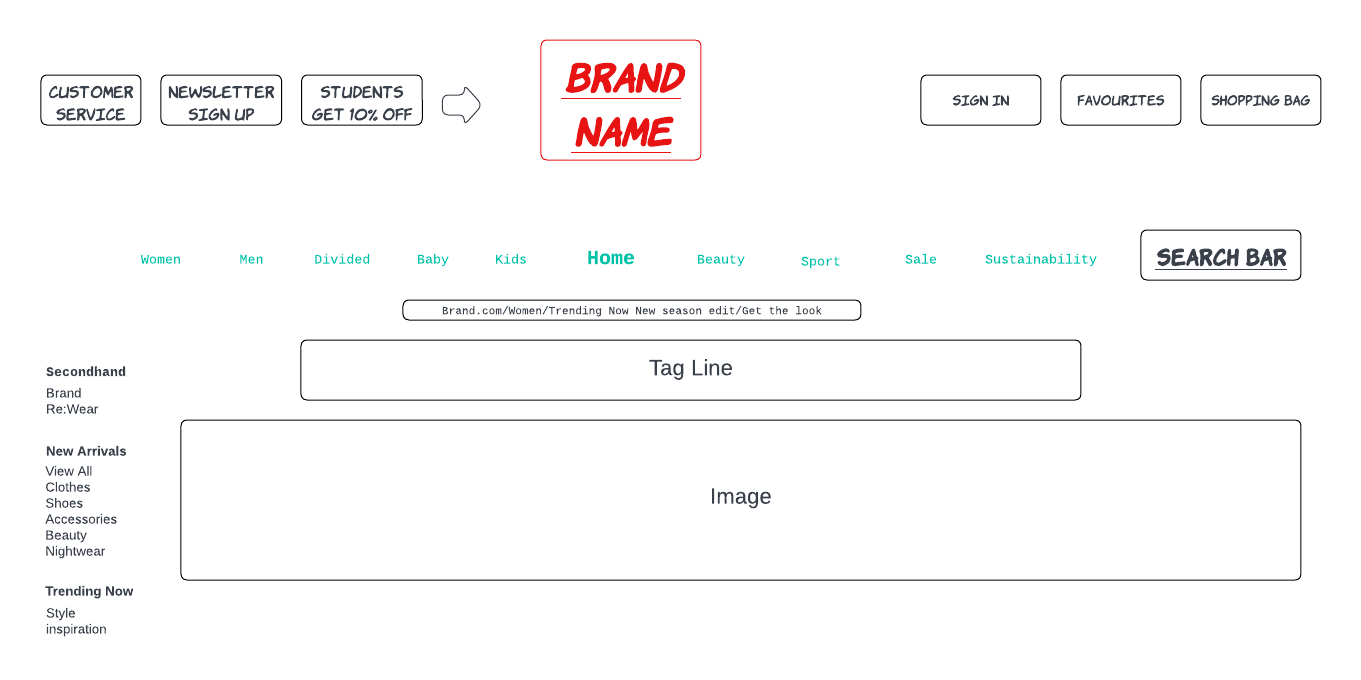 CUSTOMER
SERVICE
NEWSLETTER
SIGN UP
STUDENTS
GET 10% OFF
BRAND
NAME
SIGN IN
FAVOURITES
SHOPPING BAG
Women
Men
Divided
Baby
Kids
Home
Beauty
Sport
Sale
Sustainability
SEARCH BAR
Brand.com/Women/Trending Now New season edit/Get the look
Tag Line
Secondhand
Brand
Re:Wear
New Arrivals
View All
Clothes
Shoes
Accessories
Beauty
Nightwear
Image
Trending Now
Style
inspiration